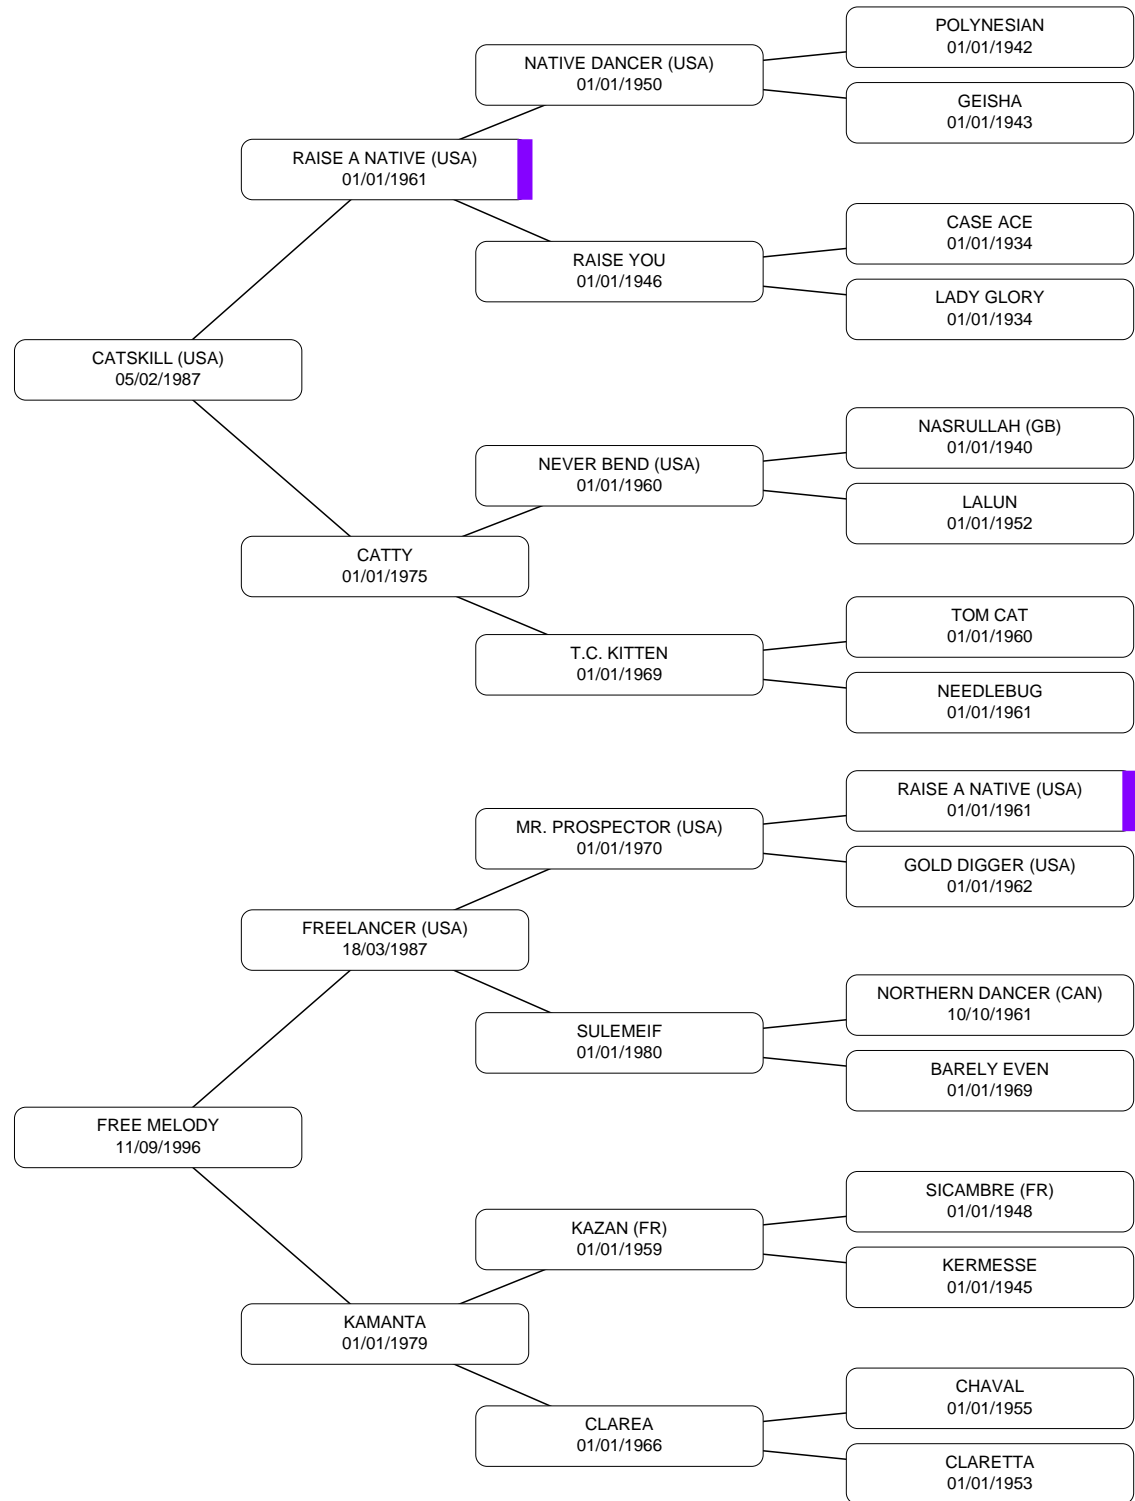 POLYNESIAN
01/01/1942
NATIVE DANCER (USA)
01/01/1950
GEISHA
01/01/1943
RAISE A NATIVE (USA)
01/01/1961
CASE ACE
01/01/1934
RAISE YOU
01/01/1946
LADY GLORY
01/01/1934
CATSKILL (USA)
05/02/1987
NASRULLAH (GB)
01/01/1940
NEVER BEND (USA)
01/01/1960
LALUN
01/01/1952
CATTY
01/01/1975
TOM CAT
01/01/1960
T.C. KITTEN
01/01/1969
NEEDLEBUG
01/01/1961
RAISE A NATIVE (USA)
01/01/1961
MR. PROSPECTOR (USA)
01/01/1970
GOLD DIGGER (USA)
01/01/1962
FREELANCER (USA)
18/03/1987
NORTHERN DANCER (CAN)
10/10/1961
SULEMEIF
01/01/1980
BARELY EVEN
01/01/1969
FREE MELODY
11/09/1996
SICAMBRE (FR)
01/01/1948
KAZAN (FR)
01/01/1959
KERMESSE
01/01/1945
KAMANTA
01/01/1979
CHAVAL
01/01/1955
CLAREA
01/01/1966
CLARETTA
01/01/1953